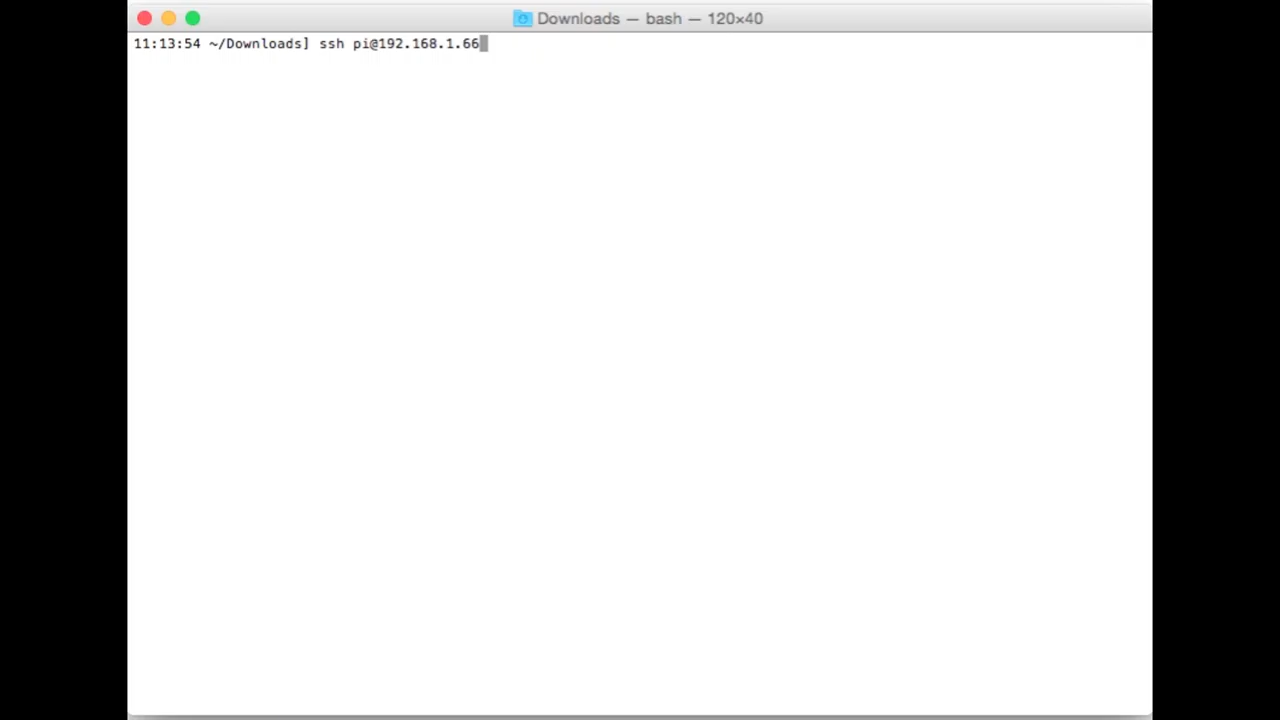 Downloads — bash — 120×40
11:13:54 ~/Downloads] ssh pi@192.168.1.66